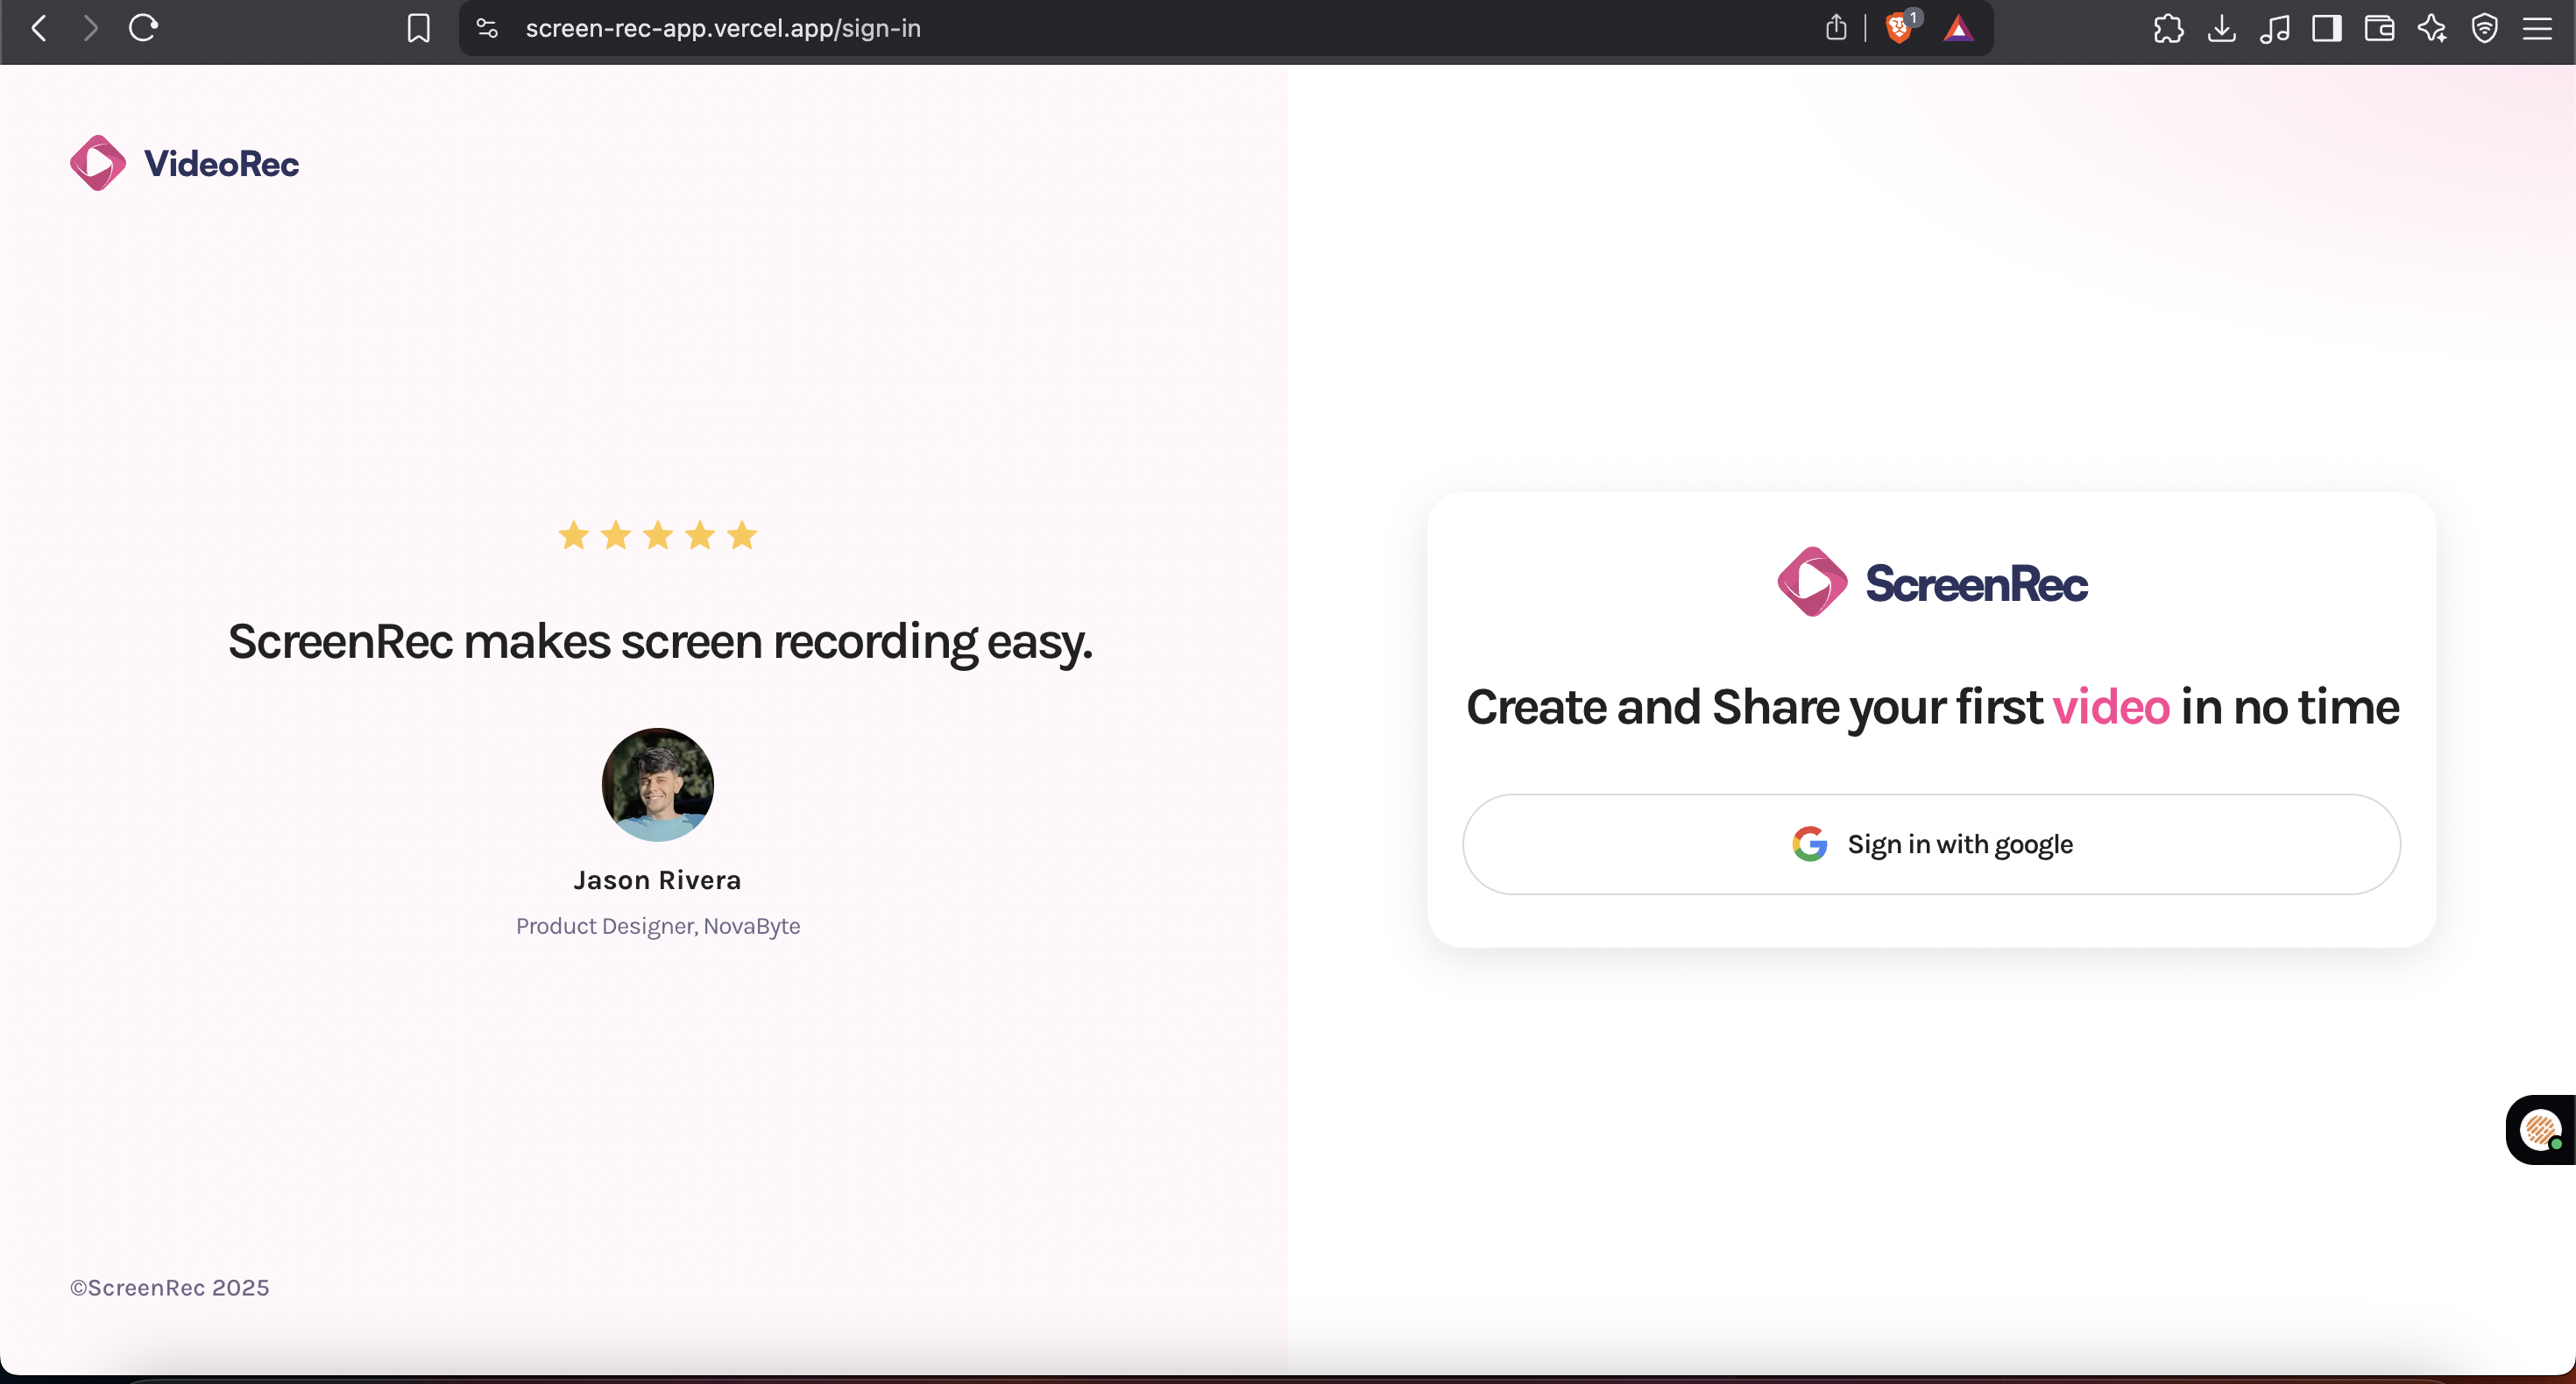 screen-rec-app.vercel.app/sign-in
1
VideoRec
ScreenRec makes screen recording easy.
Jason Rivera
Product Designer, NovaByte
©ScreenRec 2025
ScreenRec
Create and Share your first video in no time
Sign in with google